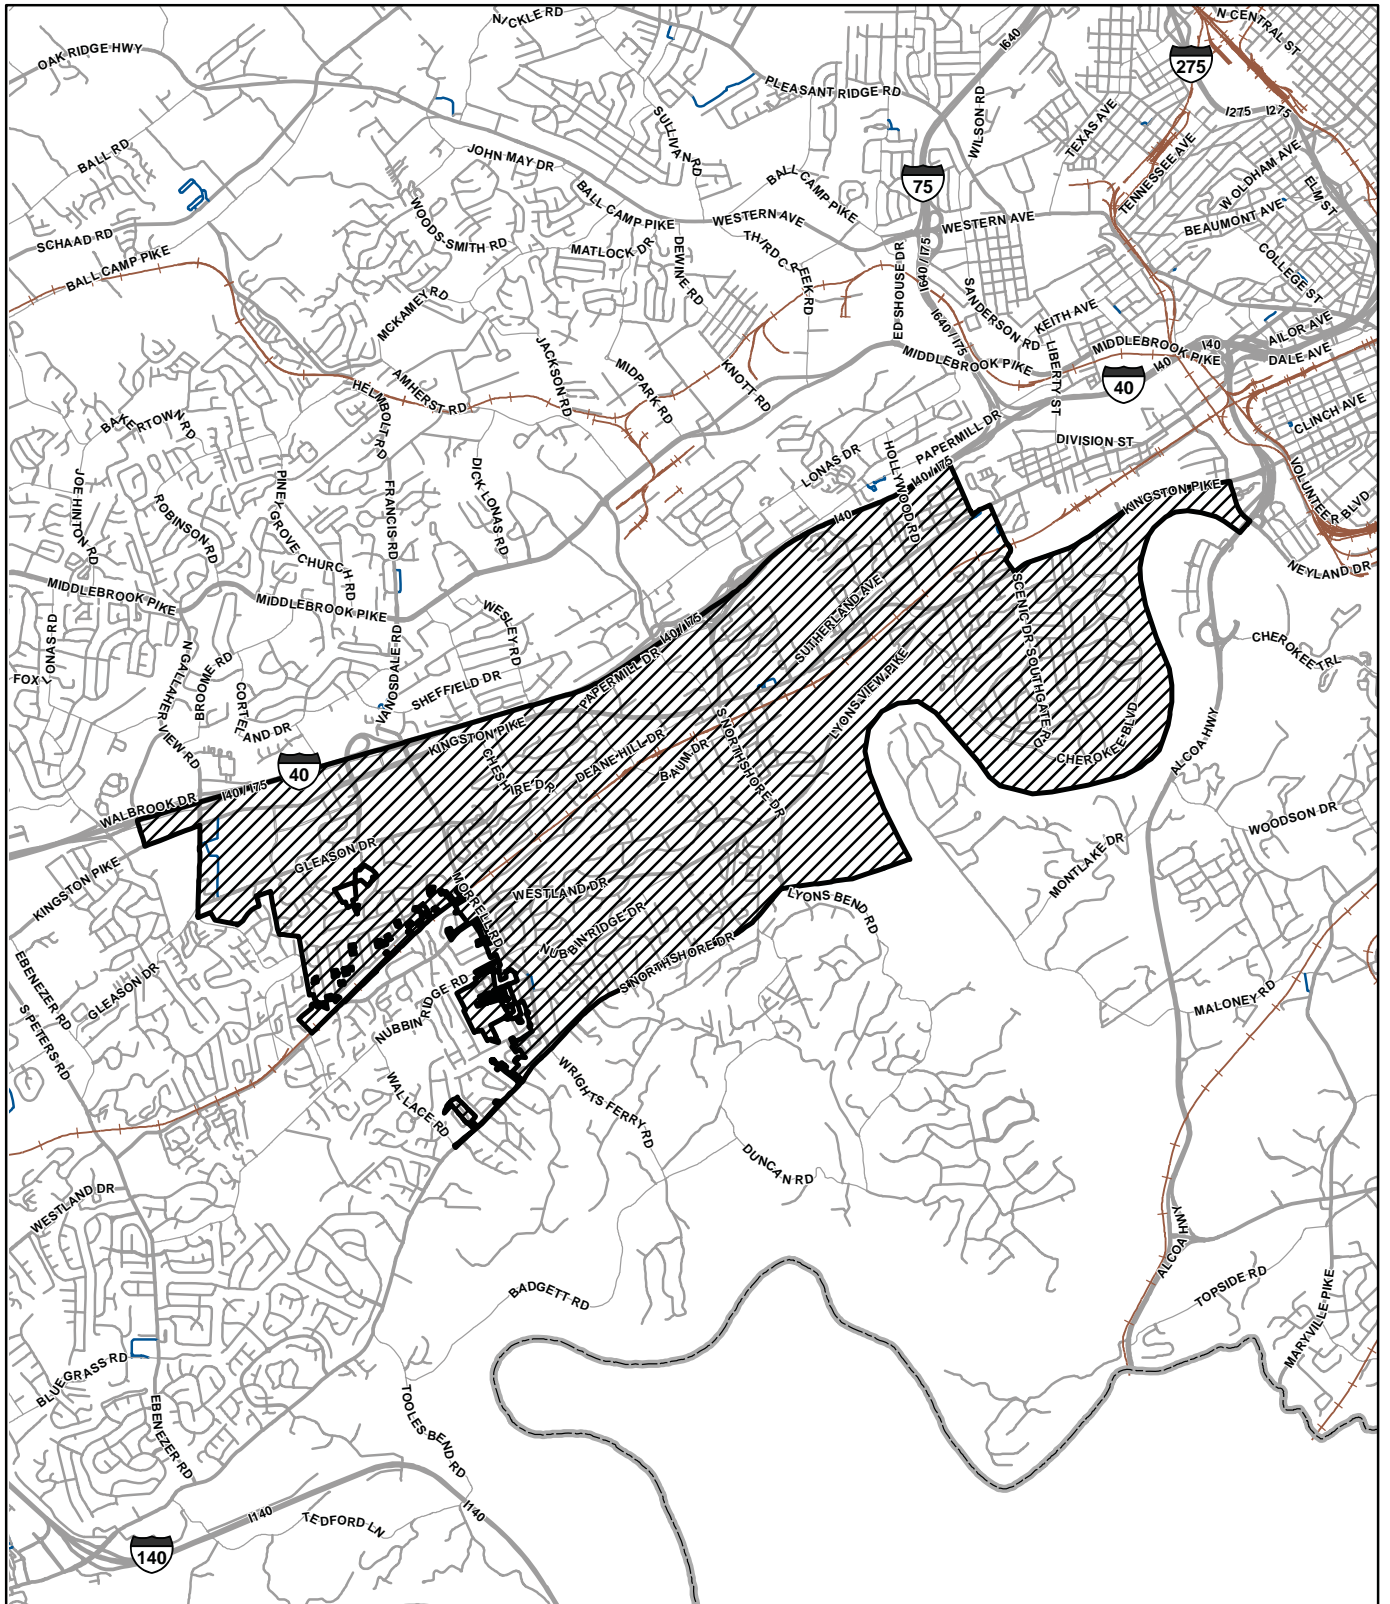 N CENTRAL ST
NICKLE RD
OAK RIDGE HWY
I640
275
PLEASANT RIDGE RD
WILSON RD
TEXAS AVE
I275
I275
SULLIVAN RD
BALL RD
JOHN MAY DR
TENNESSEE AVE
W OLDHAM AVE
75
BALL CAMP PIKE
BALL CAMP PIKE
ELM ST
WOODS-SMITH RD
WESTERN AVE
WESTERN AVE
BEAUMONT AVE
SCHAAD RD
MATLOCK DR
DEWINE RD
THIRD CREEK RD
BALL CAMP PIKE
I640 / I75
COLLEGE ST
ED SHOUSE DR
MCKAMEY RD
SANDERSON RD
KEITH AVE
I640 / I75
AILOR AVE
JACKSON RD
MIDPARK RD
KNOTT RD
MIDDLEBROOK PIKE
LIBERTY ST
MIDDLEBROOK PIKE
I40
I40
DALE AVE
40
HELMBOLT RD
AMHERST RD
BAKERTOWN RD
CLINCH AVE
DIVISION ST
PAPERMILL DR
LONAS DR
HOLLYWOOD RD
I40 / I75
JOE HINTON RD
ROBINSON RD
PINEY GROVE CHURCH RD
FRANCIS RD
DICK LONAS RD
KINGSTON PIKE
VOLUNTEER BLVD
I40
NEYLAND DR
MIDDLEBROOK PIKE
MIDDLEBROOK PIKE
WESLEY RD
SUTHERLAND AVE
SCENIC DR
SOUTHGATE RD
CHEROKEE TRL
FOX LONAS RD
N GALLAHER VIEW RD
BROOME RD
CORTELAND DR
VANOSDALE RD
SHEFFIELD DR
PAPERMILL DR
I40 / I75
LYONS VIEW PIKE
CHEROKEE BLVD
ALCOA HWY
KINGSTON PIKE
S NORTHSHORE DR
DEANE HILL DR
BAUM DR
CHESHIRE DR
40
I40 / I75
WALBROOK DR
WOODSON DR
MONTLAKE DR
GLEASON DR
KINGSTON PIKE
MORRELL RD
WESTLAND DR
LYONS BEND RD
NUBBIN RIDGE DR
S NORTHSHORE DR
EBENEZER RD
GLEASON DR
NUBBIN RIDGE RD
MALONEY RD
S PETERS RD
WALLACE RD
WRIGHTS FERRY RD
DUNCAN RD
WESTLAND DR
ALCOA HWY
BADGETT RD
TOPSIDE RD
MARYVILLE PIKE
BLUEGRASS RD
EBENEZER RD
TOOLES BEND RD
I140
I140
TEDFORD LN
140